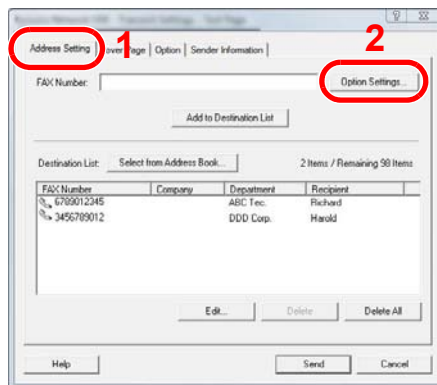 Address Setting Cover Page Option Sender Information
1
2
FAX Number: Option Settings...
Add to Destination List
Destination List: Select from Address Book... 2 Items / Remaining 98 Items
FAX Number Company Department Recipient
6789012345 ABC Tec. Richard
3456789012 DDD Corp. Harold
Edit... Delete Delete All
Help Send Cancel